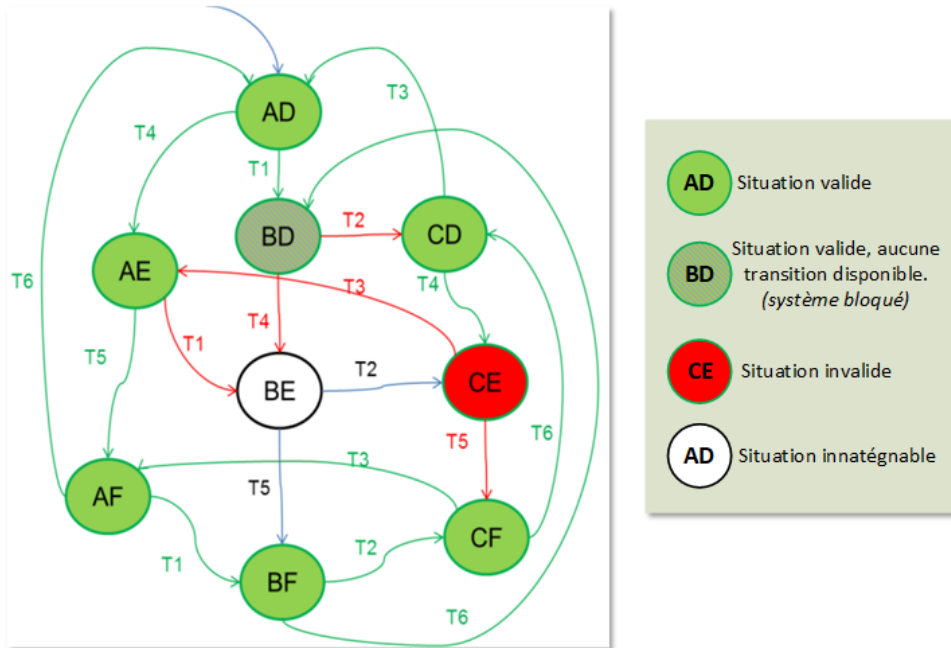 AD
T3
T4
T1
BD
T2
CD
AE
T6
T3
T4
T4
T5
T1
BE
T2
CE
T5
T6
T3
T5
AF
CF
T1
T2
BF
T6
AD Situation valide
BD Situation valide, aucune
transition disponible.
(système bloqué)
CE Situation invalide
AD Situation innatégnable